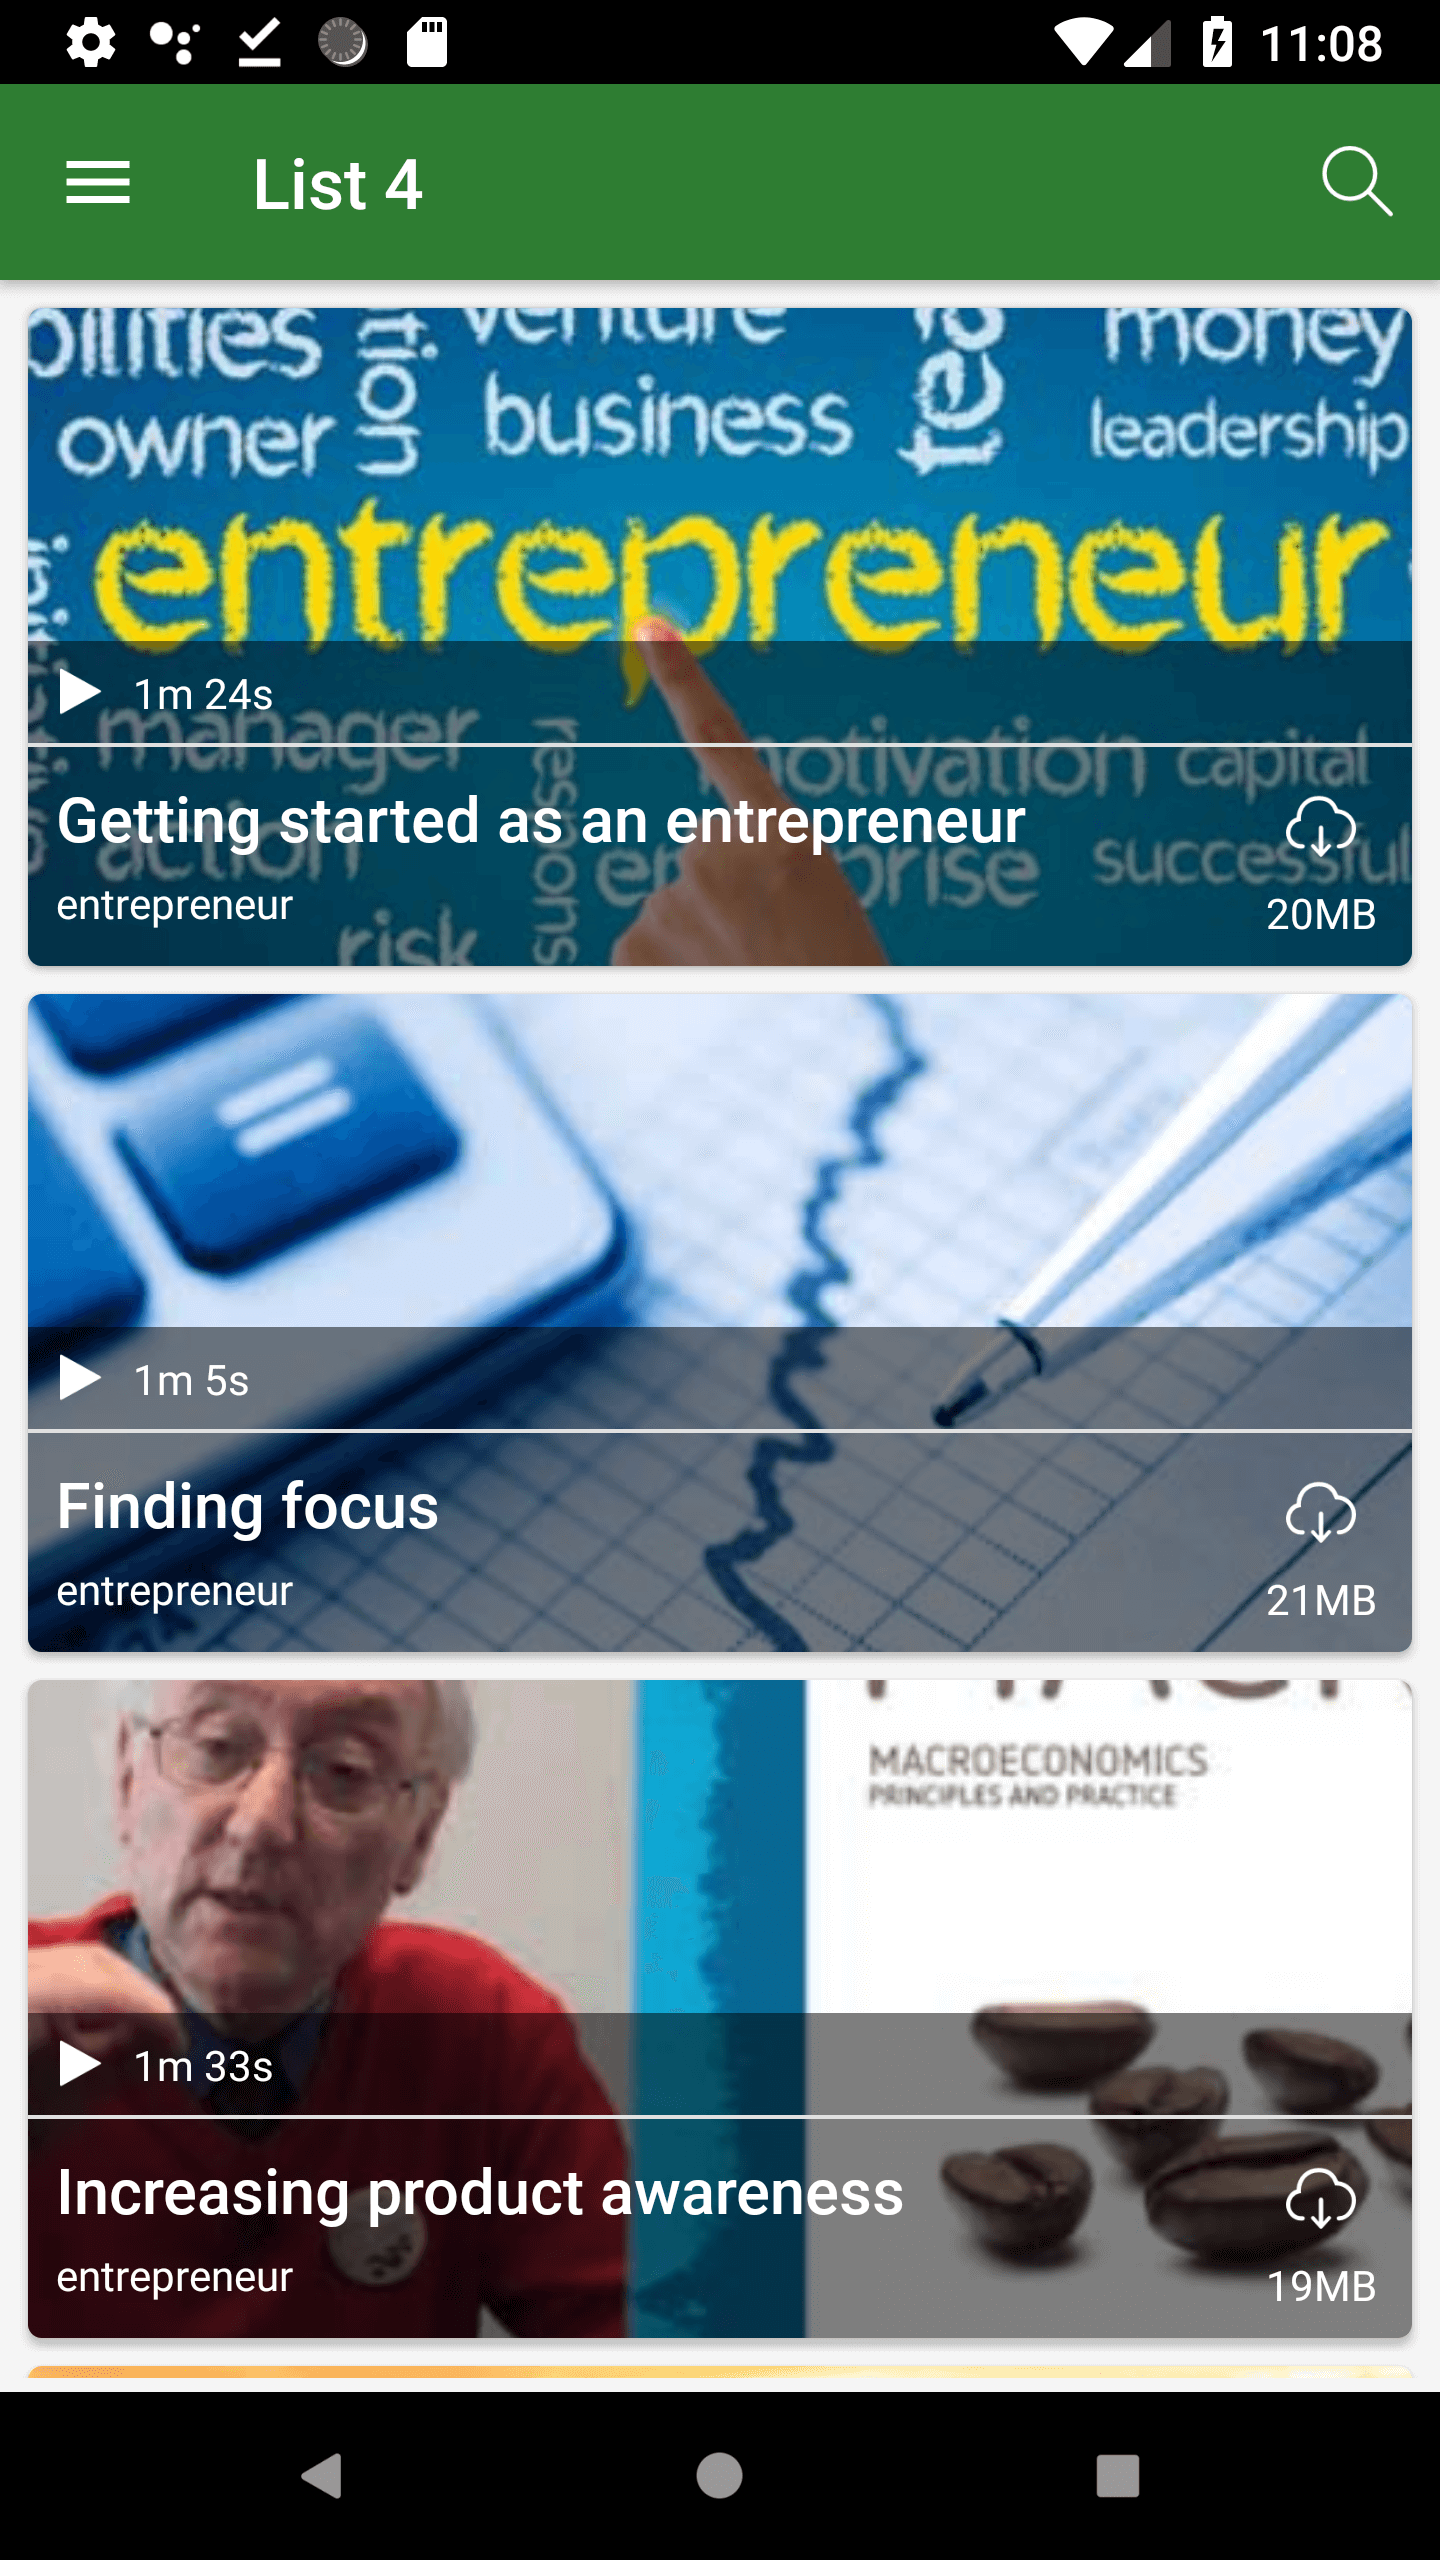 11:08
List 4
venture
money
owner
business
leadership
entrepreneur
1m 24s
manager
motivation
capital
Getting started as an entrepreneur
action
successful
entrepreneur
risk
20MB
1m 5s
Finding focus
entrepreneur
21MB
MACROECONOMICS
PRINCIPLES AND PRACTICE
1m 33s
Increasing product awareness
entrepreneur
19MB